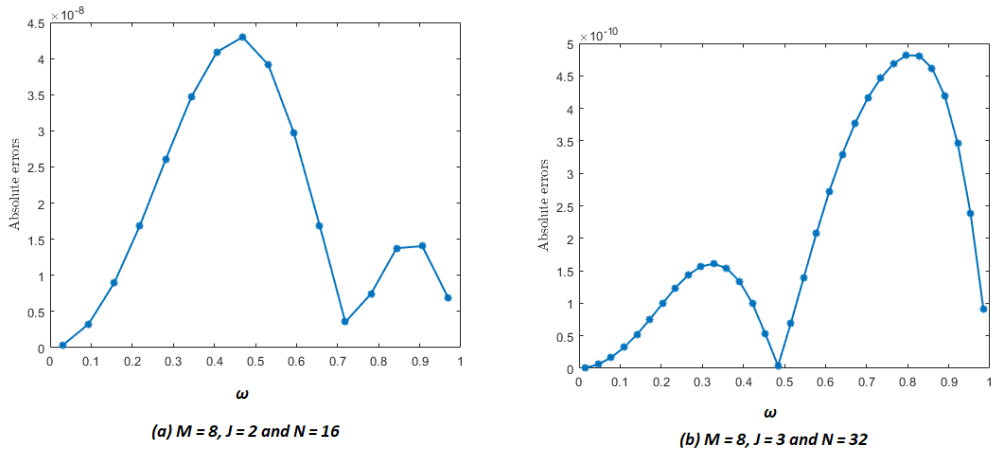 ×10⁻⁸
4.5
4
3.5
3
2.5
2
1.5
1
0.5
0
Absolute errors
0 0.1 0.2 0.3 0.4 0.5 0.6 0.7 0.8 0.9 1
ω
(a) M = 8, J = 2 and N = 16
×10⁻¹⁰
5
4.5
4
3.5
3
2.5
2
1.5
1
0.5
0
Absolute errors
0 0.1 0.2 0.3 0.4 0.5 0.6 0.7 0.8 0.9 1
ω
(b) M = 8, J = 3 and N = 32